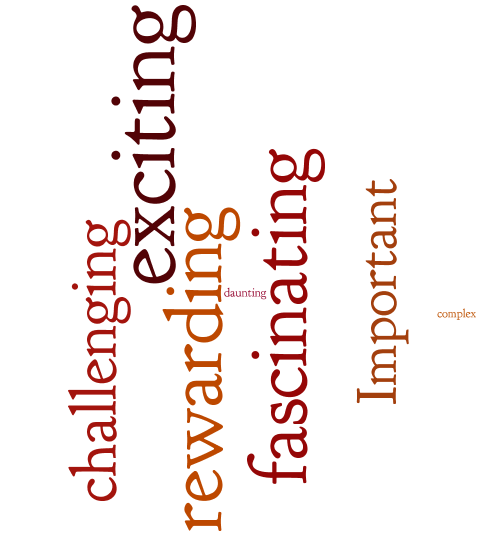 challenging
exciting
rewarding
daunting
fascinating
Important
complex